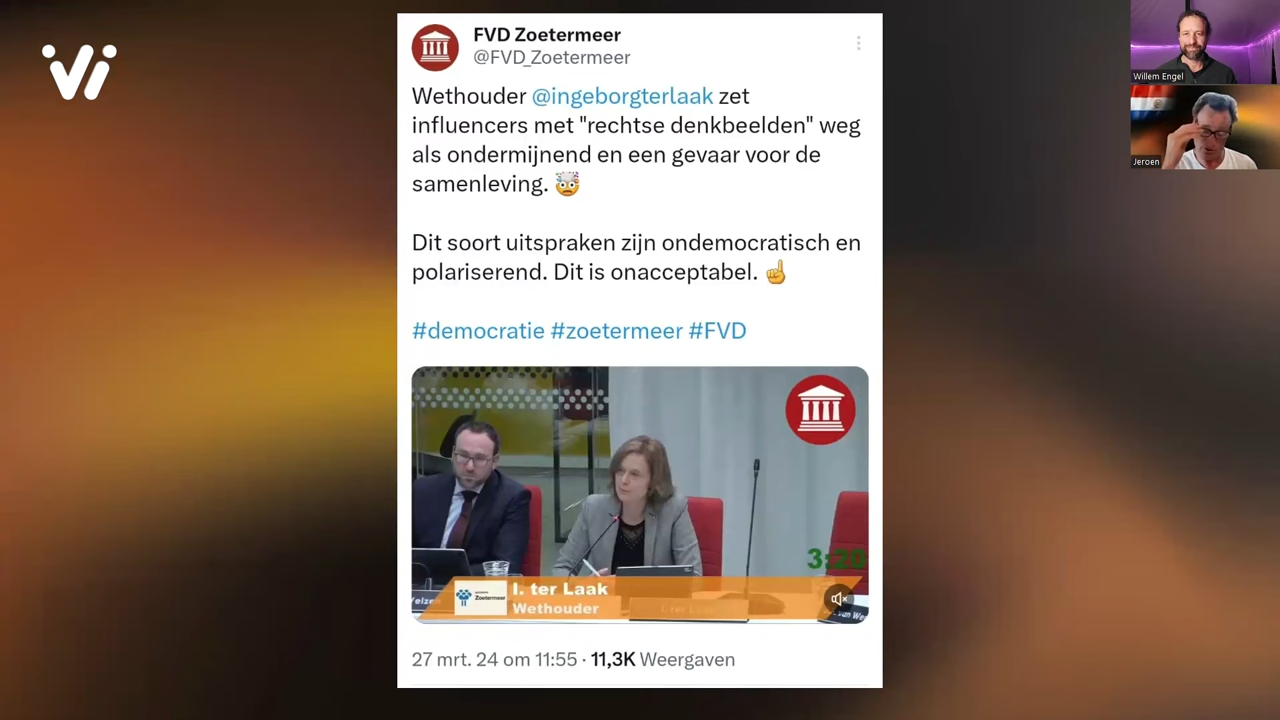 FVD Zoetermeer
@FVD_Zoetermeer
Wethouder @ingeborgterlaak zet
influencers met "rechtse denkbeelden" weg
als ondermijnend en een gevaar voor de
samenleving. 🤯
Dit soort uitspraken zijn ondemocratisch en
polariserend. Dit is onacceptabel. ☝
#democratie #zoetermeer #FVD
3:20
I. ter Laak
Wethouder
Zoetermeer
27 mrt. 24 om 11:55 · 11,3K Weergaven
Willem Engel
Jeroen